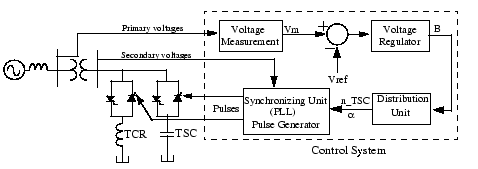 Primary voltages
Voltage
Measurement
Vm
+
−
Vref
Voltage
Regulator
B
Secondary voltages
Synchronizing Unit
(PLL)
Pulse Generator
Pulses
n_TSC
α
Distribution
Unit
TCR
TSC
Control System